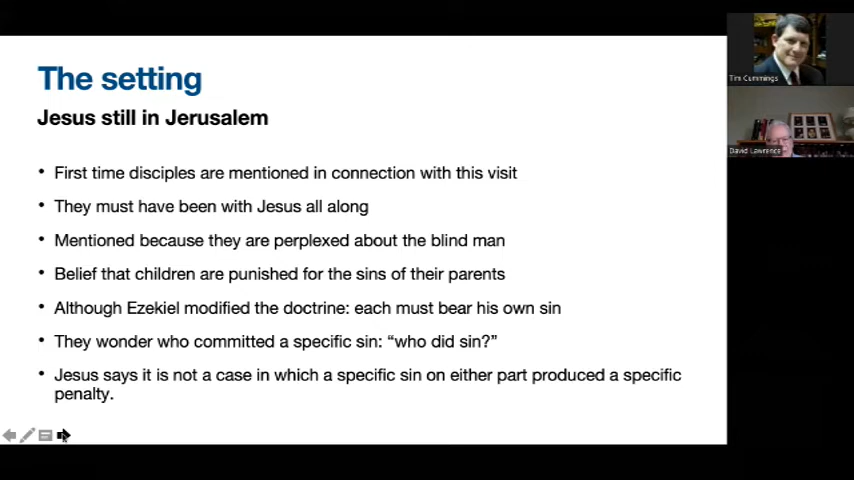 The setting
Jesus still in Jerusalem
• First time disciples are mentioned in connection with this visit
• They must have been with Jesus all along
• Mentioned because they are perplexed about the blind man
• Belief that children are punished for the sins of their parents
• Although Ezekiel modified the doctrine: each must bear his own sin
• They wonder who committed a specific sin: “who did sin?”
• Jesus says it is not a case in which a specific sin on either part produced a specific
penalty.
Tim Cummings
David Lawrence